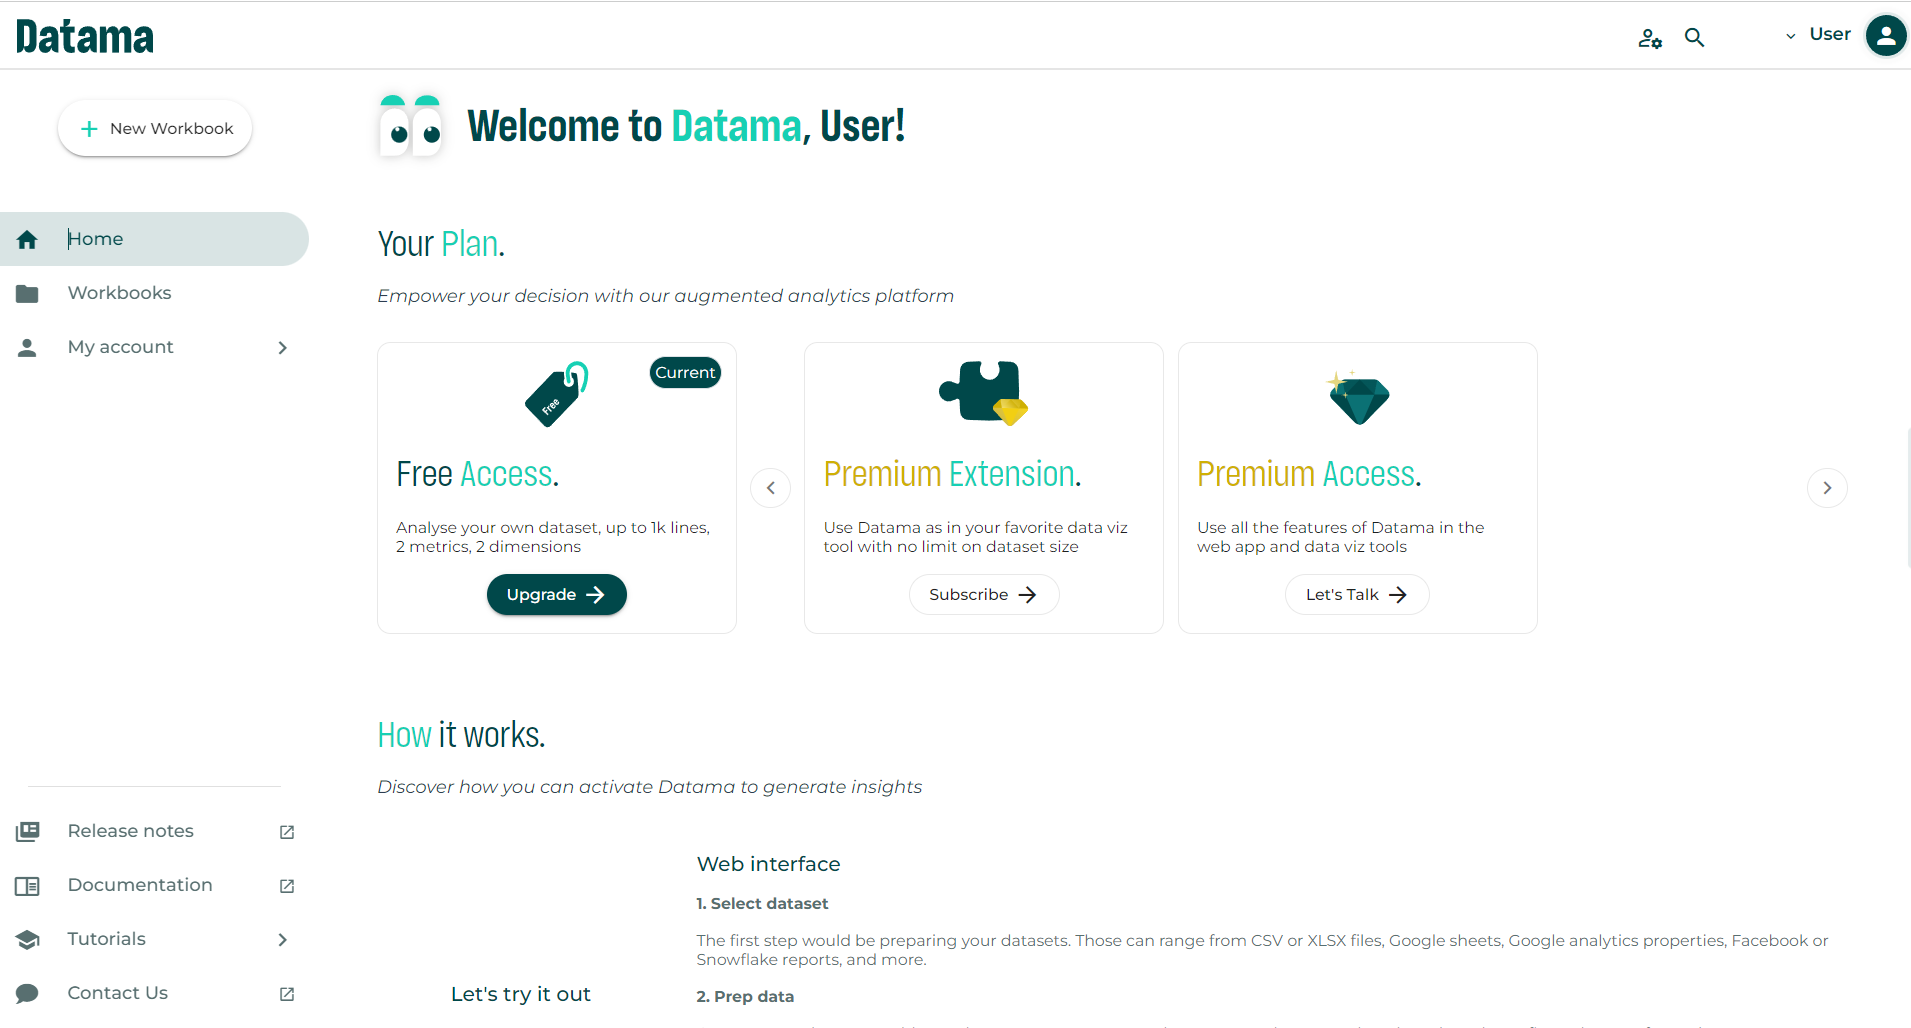 Datama
User
New Workbook
Home
Workbooks
My account
Release notes
Documentation
Tutorials
Contact Us
Welcome to Datama, User!
Your Plan.
Empower your decision with our augmented analytics platform
Current
Free
Free Access.
Analyse your own dataset, up to 1k lines,
2 metrics, 2 dimensions
Upgrade
Premium Extension.
Use Datama as in your favorite data viz
tool with no limit on dataset size
Subscribe
Premium Access.
Use all the features of Datama in the
web app and data viz tools
Let's Talk
How it works.
Discover how you can activate Datama to generate insights
Let's try it out
Web interface
1. Select dataset
The first step would be preparing your datasets. Those can range from CSV or XLSX files, Google sheets, Google analytics properties, Facebook or
Snowflake reports, and more.
2. Prep data